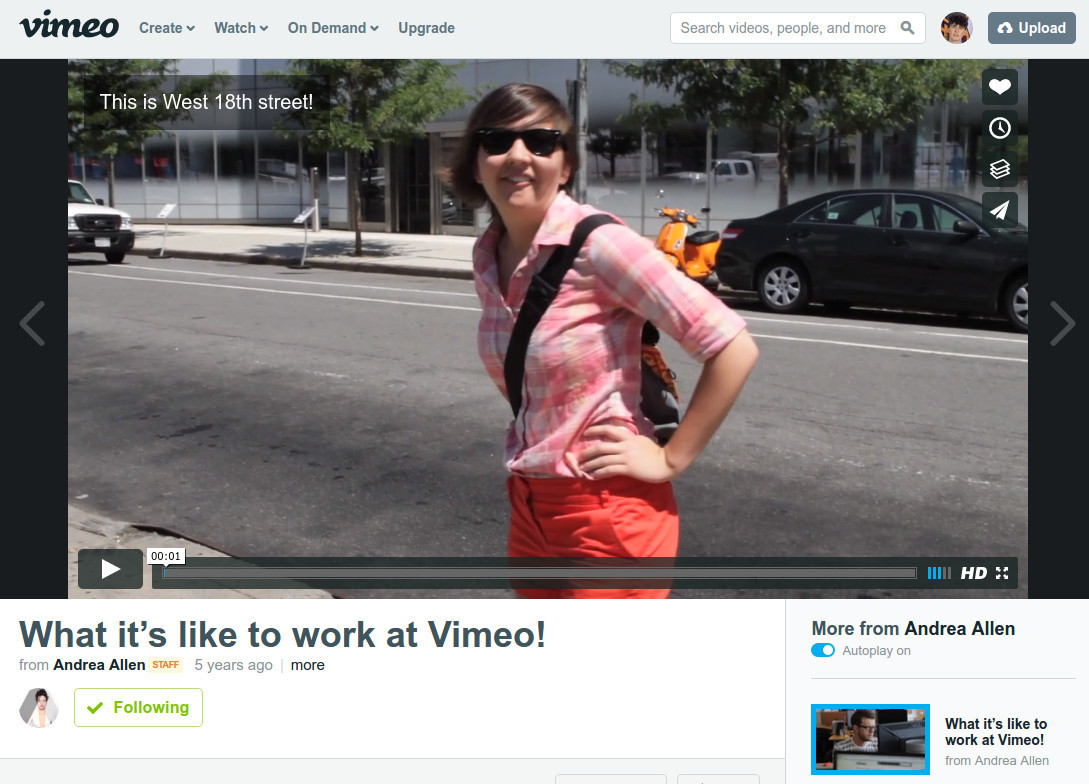 vimeo Create Watch On Demand Upgrade Search videos, people, and more Upload
This is West 18th street!
00:01
HD
What it's like to work at Vimeo!
from Andrea Allen STAFF 5 years ago | more
Following
More from Andrea Allen
Autoplay on
What it's like to
work at Vimeo!
from Andrea Allen